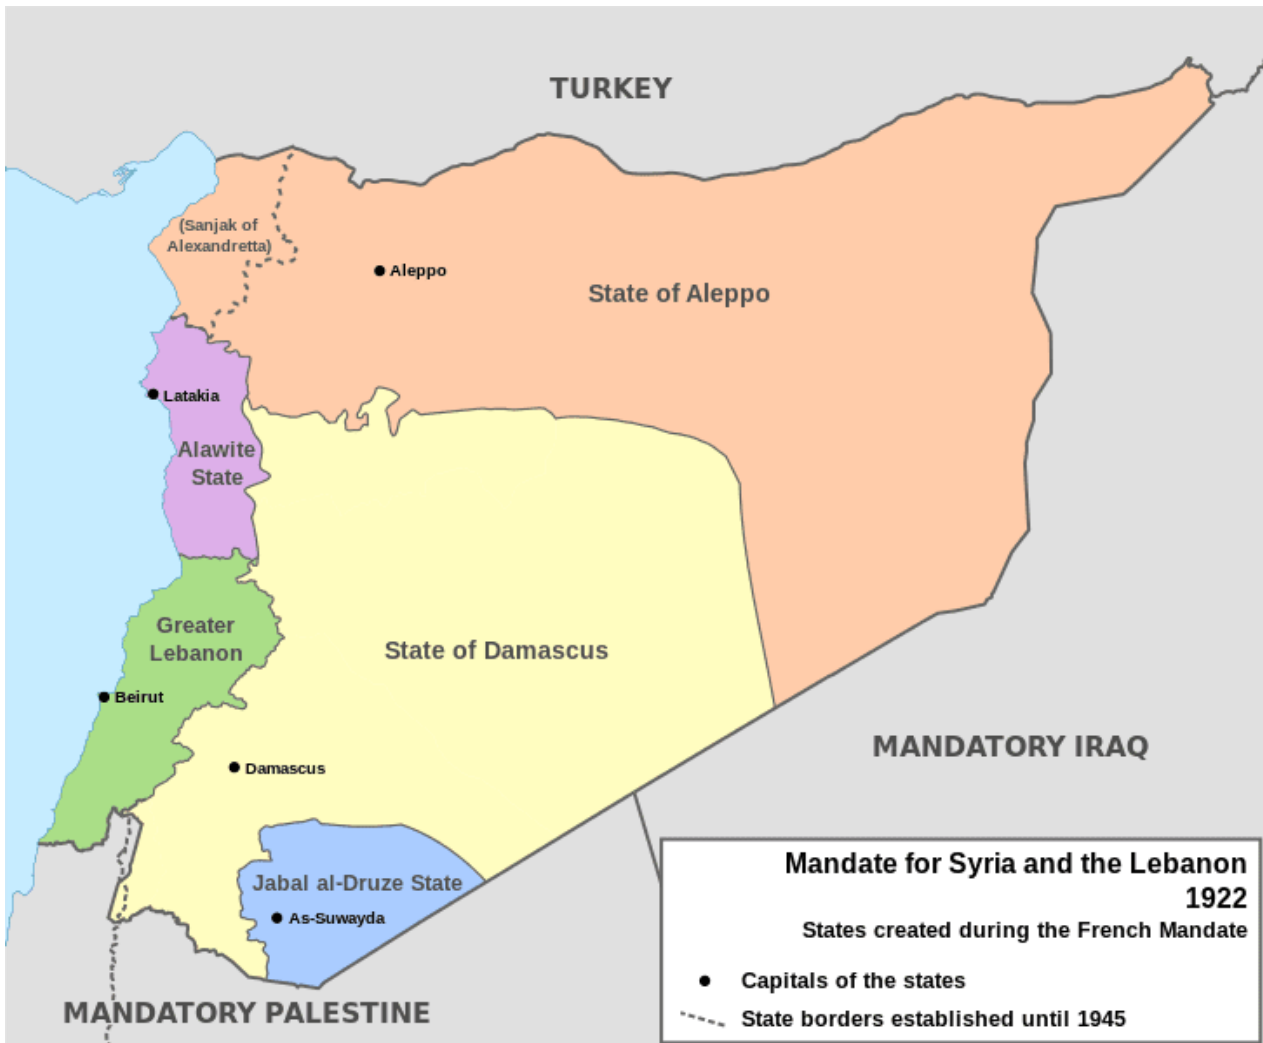 TURKEY
(Sanjak of
Alexandretta)
Aleppo
State of Aleppo
Latakia
Alawite
State
Greater
Lebanon
State of Damascus
Beirut
MANDATORY IRAQ
Damascus
Jabal al-Druze State
As-Suwayda
MANDATORY PALESTINE
Mandate for Syria and the Lebanon
1922
States created during the French Mandate
Capitals of the states
State borders established until 1945